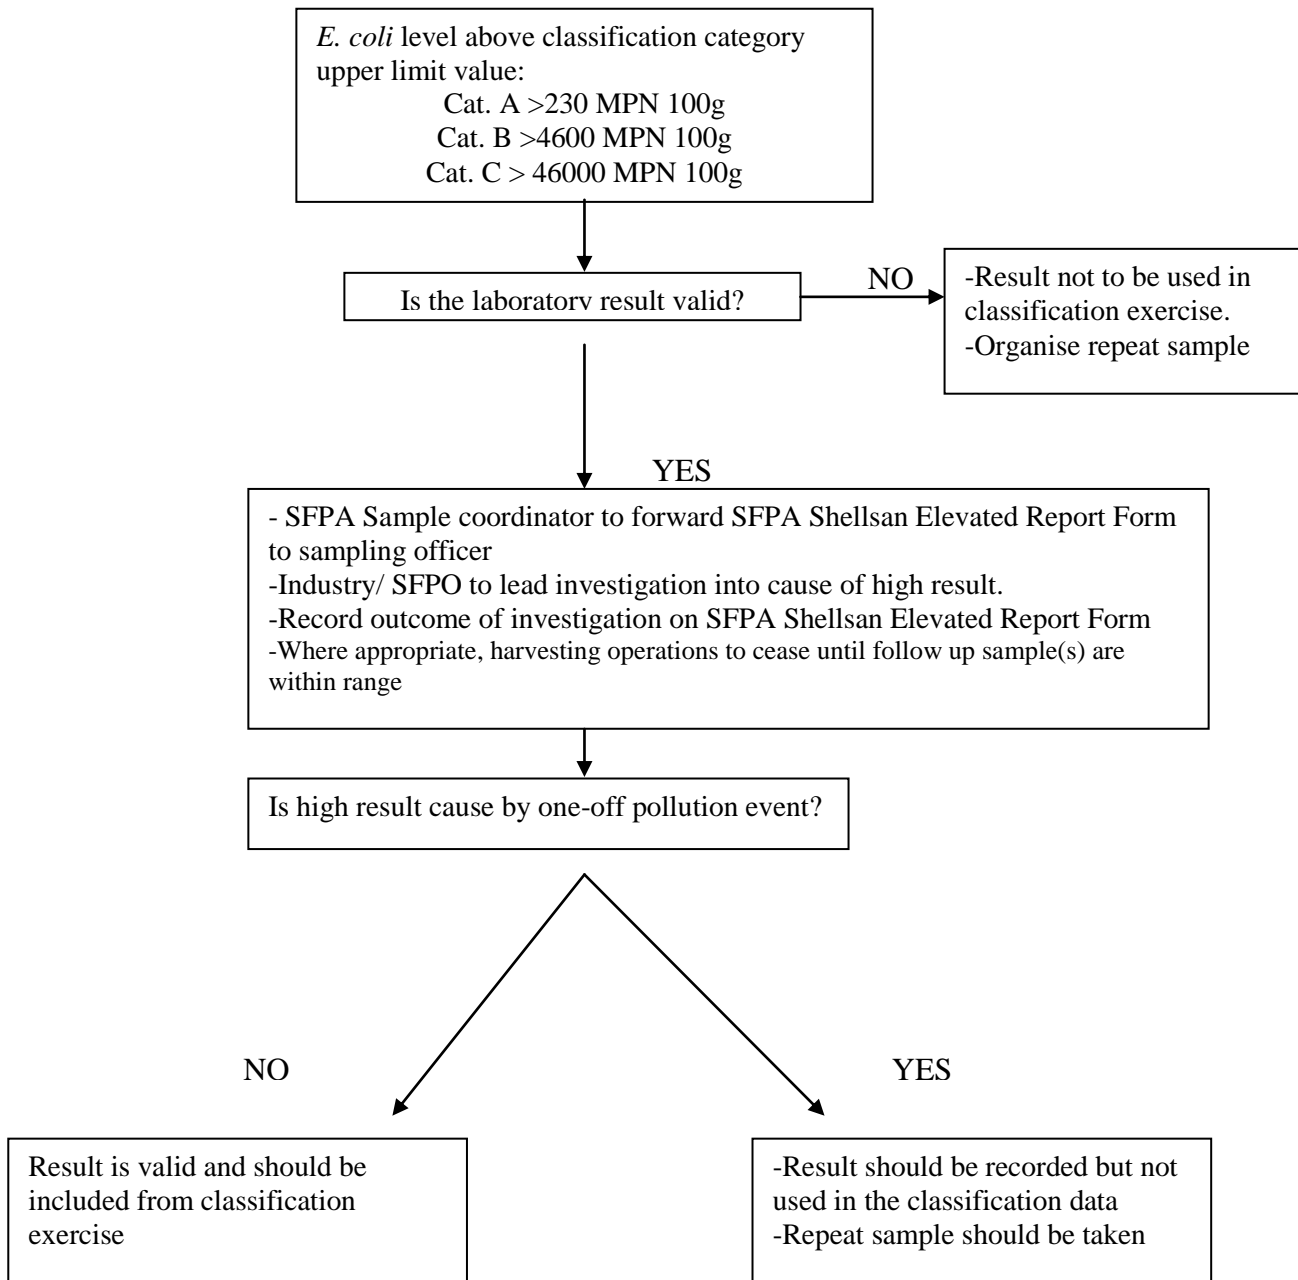 E. coli level above classification category
upper limit value:
Cat. A >230 MPN 100g
Cat. B >4600 MPN 100g
Cat. C > 46000 MPN 100g
Is the laboratory result valid?
NO
-Result not to be used in
classification exercise.
-Organise repeat sample
YES
- SFPA Sample coordinator to forward SFPA Shellsan Elevated Report Form
to sampling officer
-Industry/ SFPO to lead investigation into cause of high result.
-Record outcome of investigation on SFPA Shellsan Elevated Report Form
-Where appropriate, harvesting operations to cease until follow up sample(s) are
within range
Is high result cause by one-off pollution event?
NO
YES
Result is valid and should be
included from classification
exercise
-Result should be recorded but not
used in the classification data
-Repeat sample should be taken